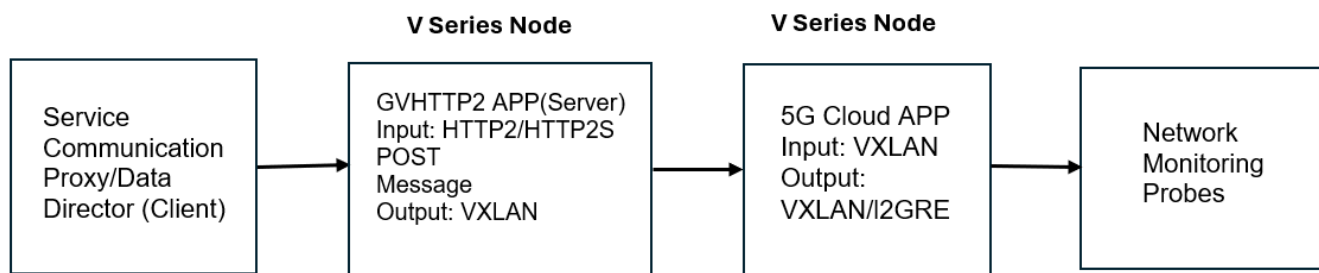 V Series Node
V Series Node
Service
Communication
Proxy/Data
Director (Client)
GVHTTP2 APP(Server)
Input: HTTP2/HTTP2S
POST
Message
Output: VXLAN
5G Cloud APP
Input: VXLAN
Output:
VXLAN/l2GRE
Network
Monitoring
Probes